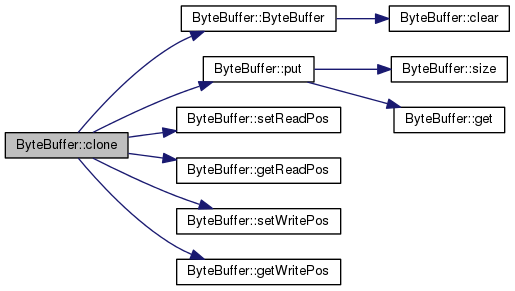 ByteBuffer::clone
ByteBuffer::ByteBuffer
ByteBuffer::clear
ByteBuffer::put
ByteBuffer::size
ByteBuffer::get
ByteBuffer::setReadPos
ByteBuffer::getReadPos
ByteBuffer::setWritePos
ByteBuffer::getWritePos